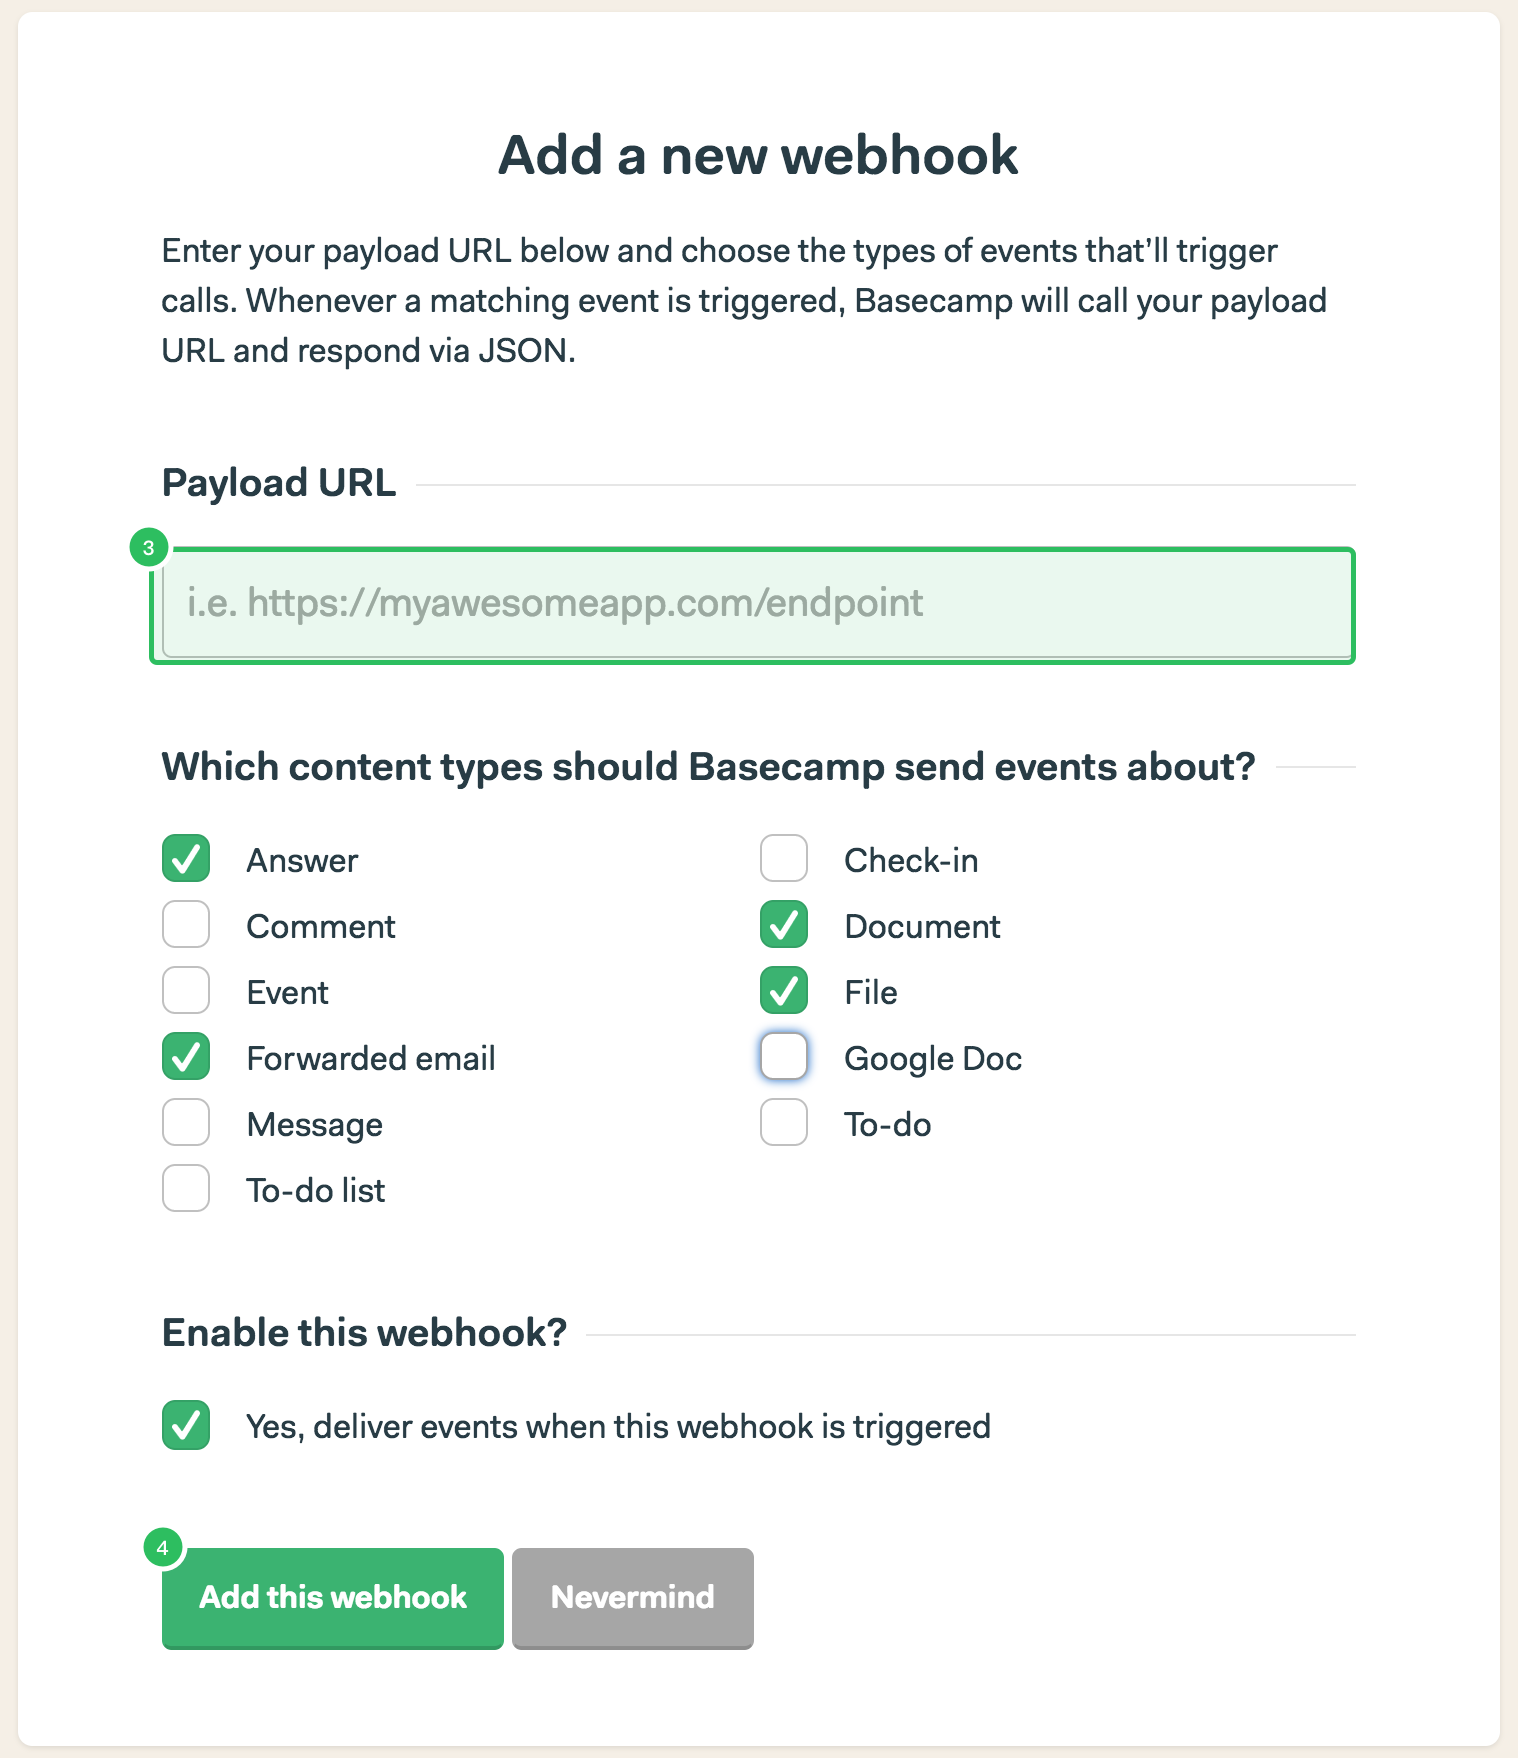 Add a new webhook
Enter your payload URL below and choose the types of events that’ll trigger
calls. Whenever a matching event is triggered, Basecamp will call your payload
URL and respond via JSON.
Payload URL
3
i.e. https://myawesomeapp.com/endpoint
Which content types should Basecamp send events about?
Answer
Check-in
Comment
Document
Event
File
Forwarded email
Google Doc
Message
To-do
To-do list
Enable this webhook?
Yes, deliver events when this webhook is triggered
4
Add this webhook
Nevermind